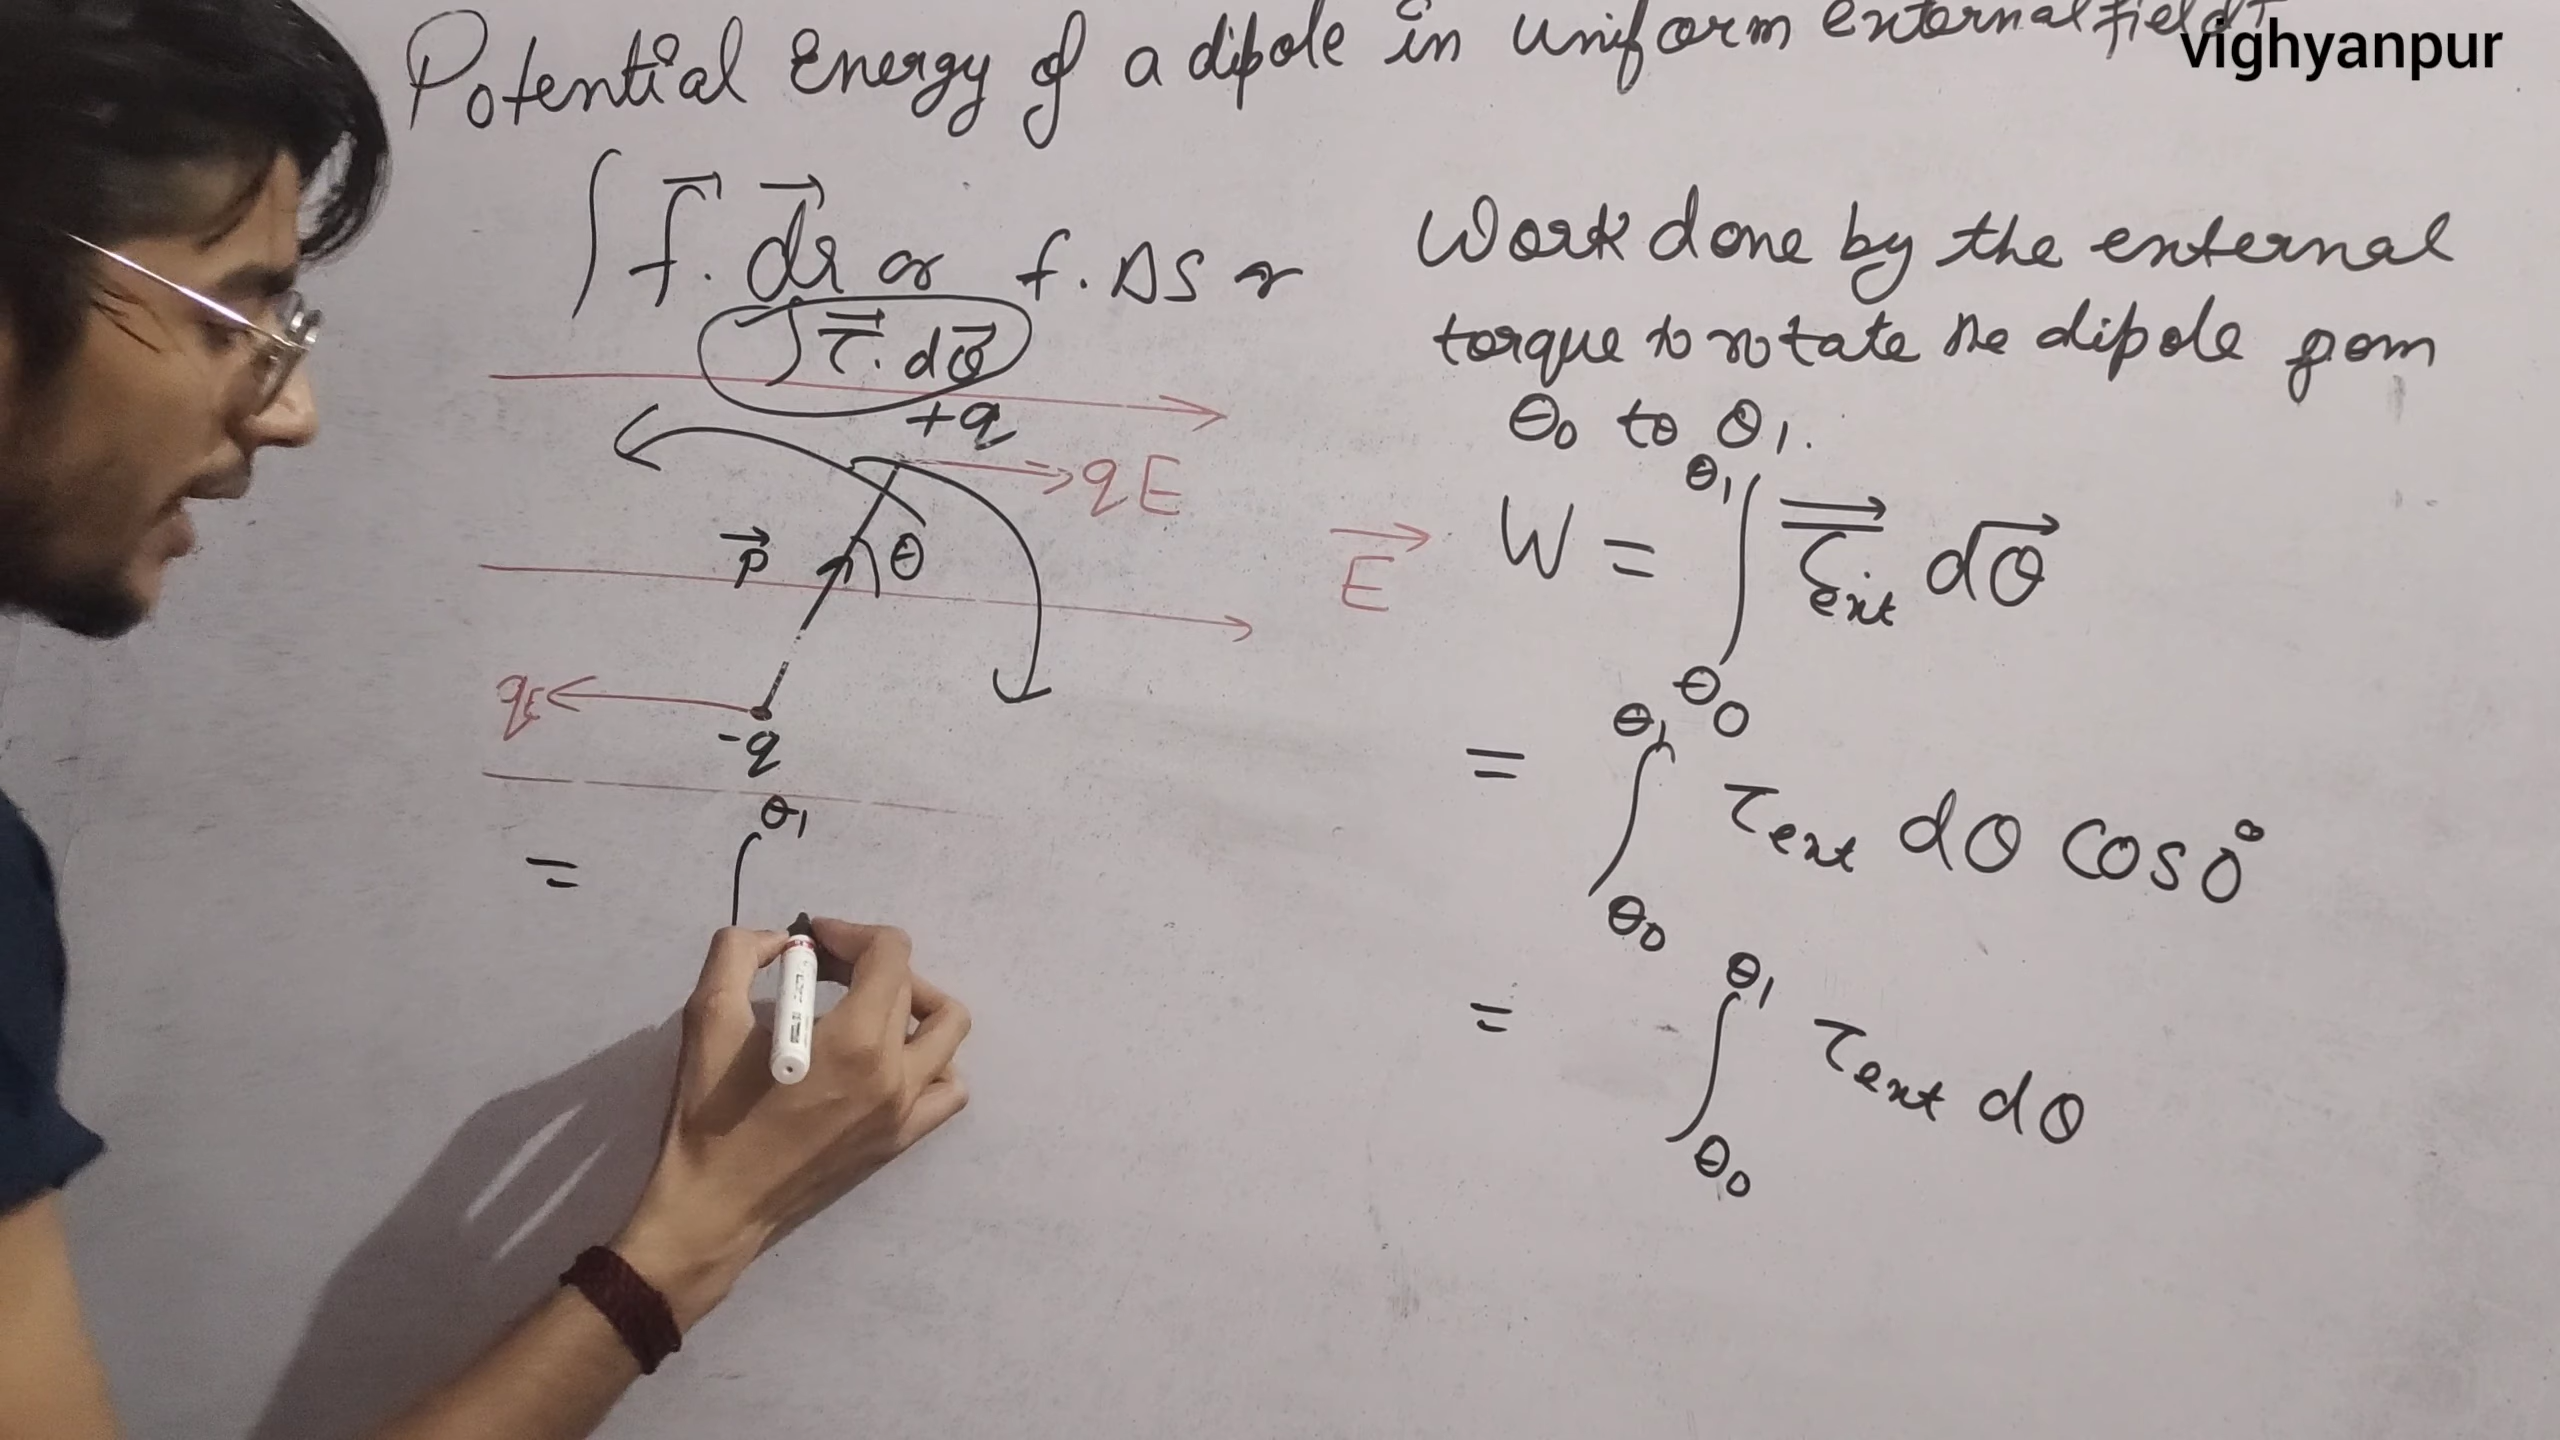 Potential Energy of a dipole in uniform external field
vighyanpur
∫ f⃗. dr⃗ or f. ΔS or
∫ τ⃗. dθ⃗
+q
qE
p⃗ θ
E⃗
qE
-q
= θ1 ∫
Work done by the external
torque to rotate the dipole from
θ0 to θ1.
W = ∫ θ1 θ0 τ⃗ext. dθ⃗
= ∫ θ1 θ0 τext dθ cos0°
= ∫ θ1 θ0 τext dθ